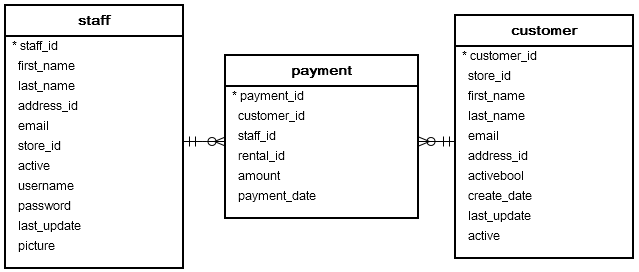 staff
* staff_id
first_name
last_name
address_id
email
store_id
active
username
password
last_update
picture
payment
* payment_id
customer_id
staff_id
rental_id
amount
payment_date
customer
* customer_id
store_id
first_name
last_name
email
address_id
activebool
create_date
last_update
active